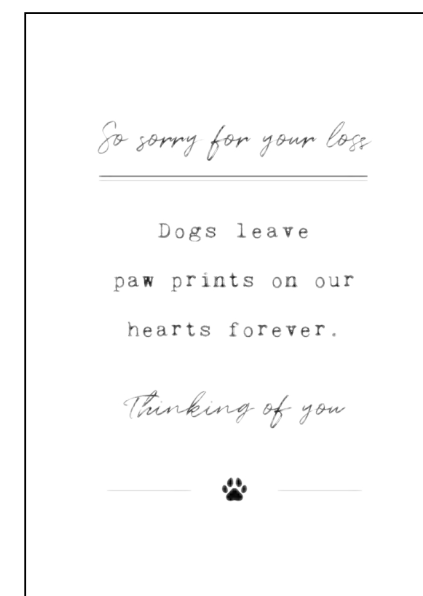 So sorry for your loss
Dogs leave
paw prints on our
hearts forever.
Thinking of you